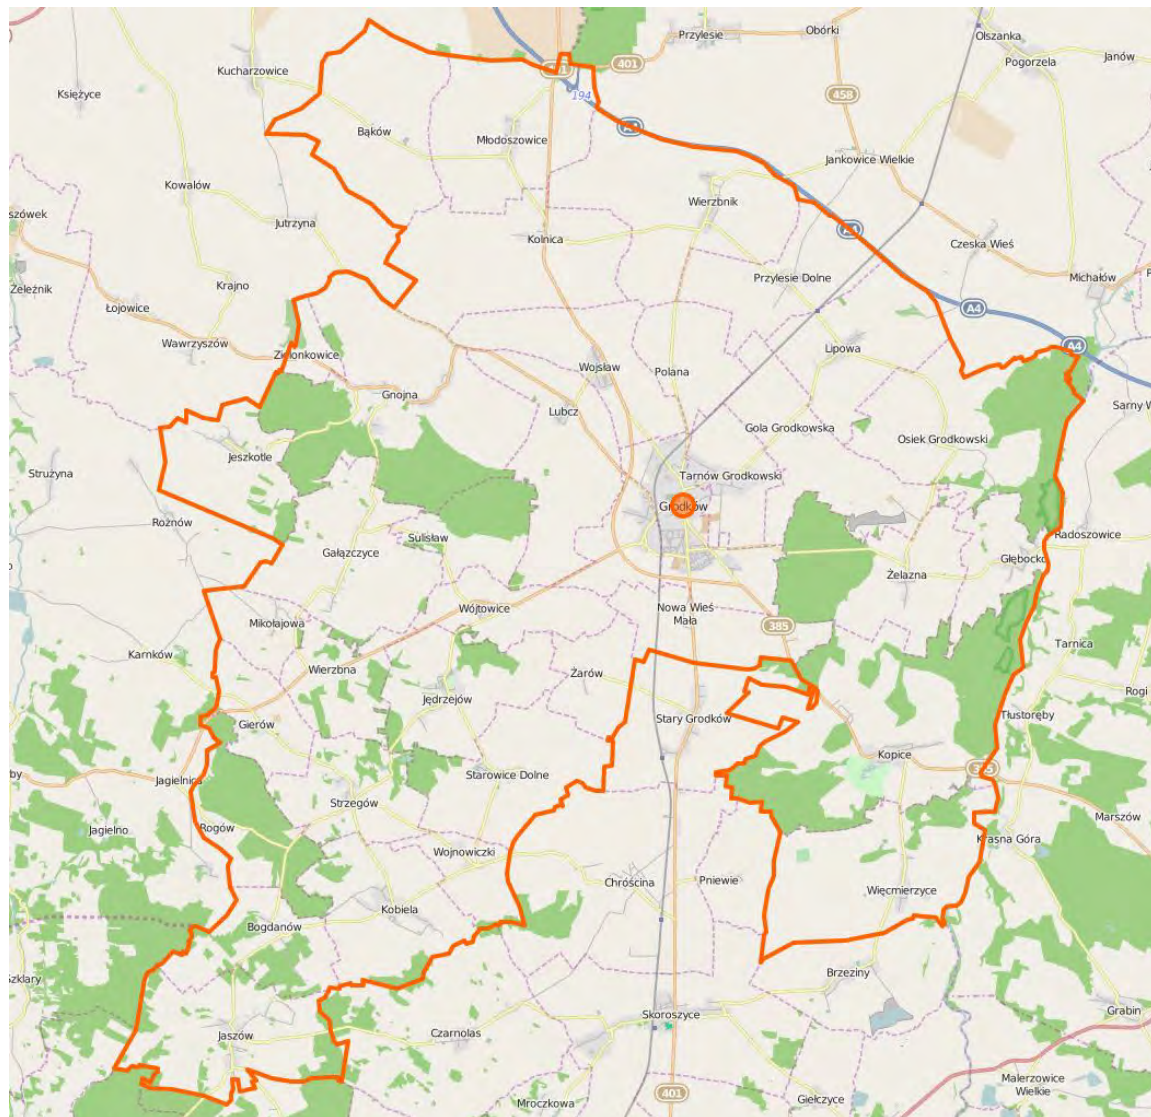 Przylesie
Obórki
Olszanka
Janów
Pogorzela
401
401
Kucharzowice
Księżyce
194
458
A4
Bąków
Młodoszowice
Jankowice Wielkie
Kowalów
Wierzbnik
szówek
Jutrzyna
Kolnica
A4
Czeska Wieś
Żeleźnik
Krajno
Przylesie Dolne
Michałów
Łojowice
A4
Wawrzyszów
Zielonkowice
Lipowa
A4
Wojsław
Polana
Gnojna
Lubcz
Sarny W
Gola Grodkowska
Osiek Grodkowski
Jeszkotle
Strużyna
Tarnów Grodkowski
Grodków
Rożnów
Sulisław
Radoszowice
Gałązczyce
Głębocko
Żelazna
Wójtowice
Nowa Wieś
Mała
Mikołajowa
385
Karnków
Wierzbna
Tarnica
Żarów
Jędrzejów
Rogi
Gierów
Stary Grodków
Tłustoręby
Kopice
by
Jagielnica
Starowice Dolne
385
Strzegów
Jagielno
Rogów
Marszów
Krasna Góra
Wojnowiczki
Chróścina
Pniewie
Więcmierzyce
Kobiela
Bogdanów
Szklary
Brzeziny
Skoroszyce
Grabin
Jaszów
Czarnolas
Malerzowice
Wielkie
401
Mroczkowa
Giełczyce